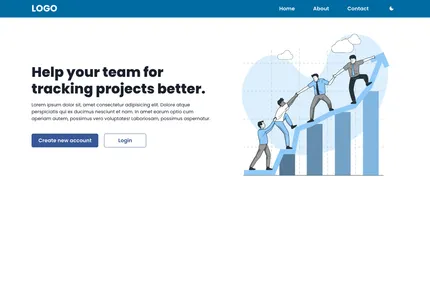 LOGO
Home
About
Contact
Help your team for
tracking projects better.
Lorem ipsum dolor sit, amet consectetur adipisicing elit. Dolore atque
perspiciatis qui ex ducimus nesciunt et nam. In amet earum optio cum
aperiam autem, possimus vero voluptates! Laboriosam, possimus aspernatur.
Create new account
Login